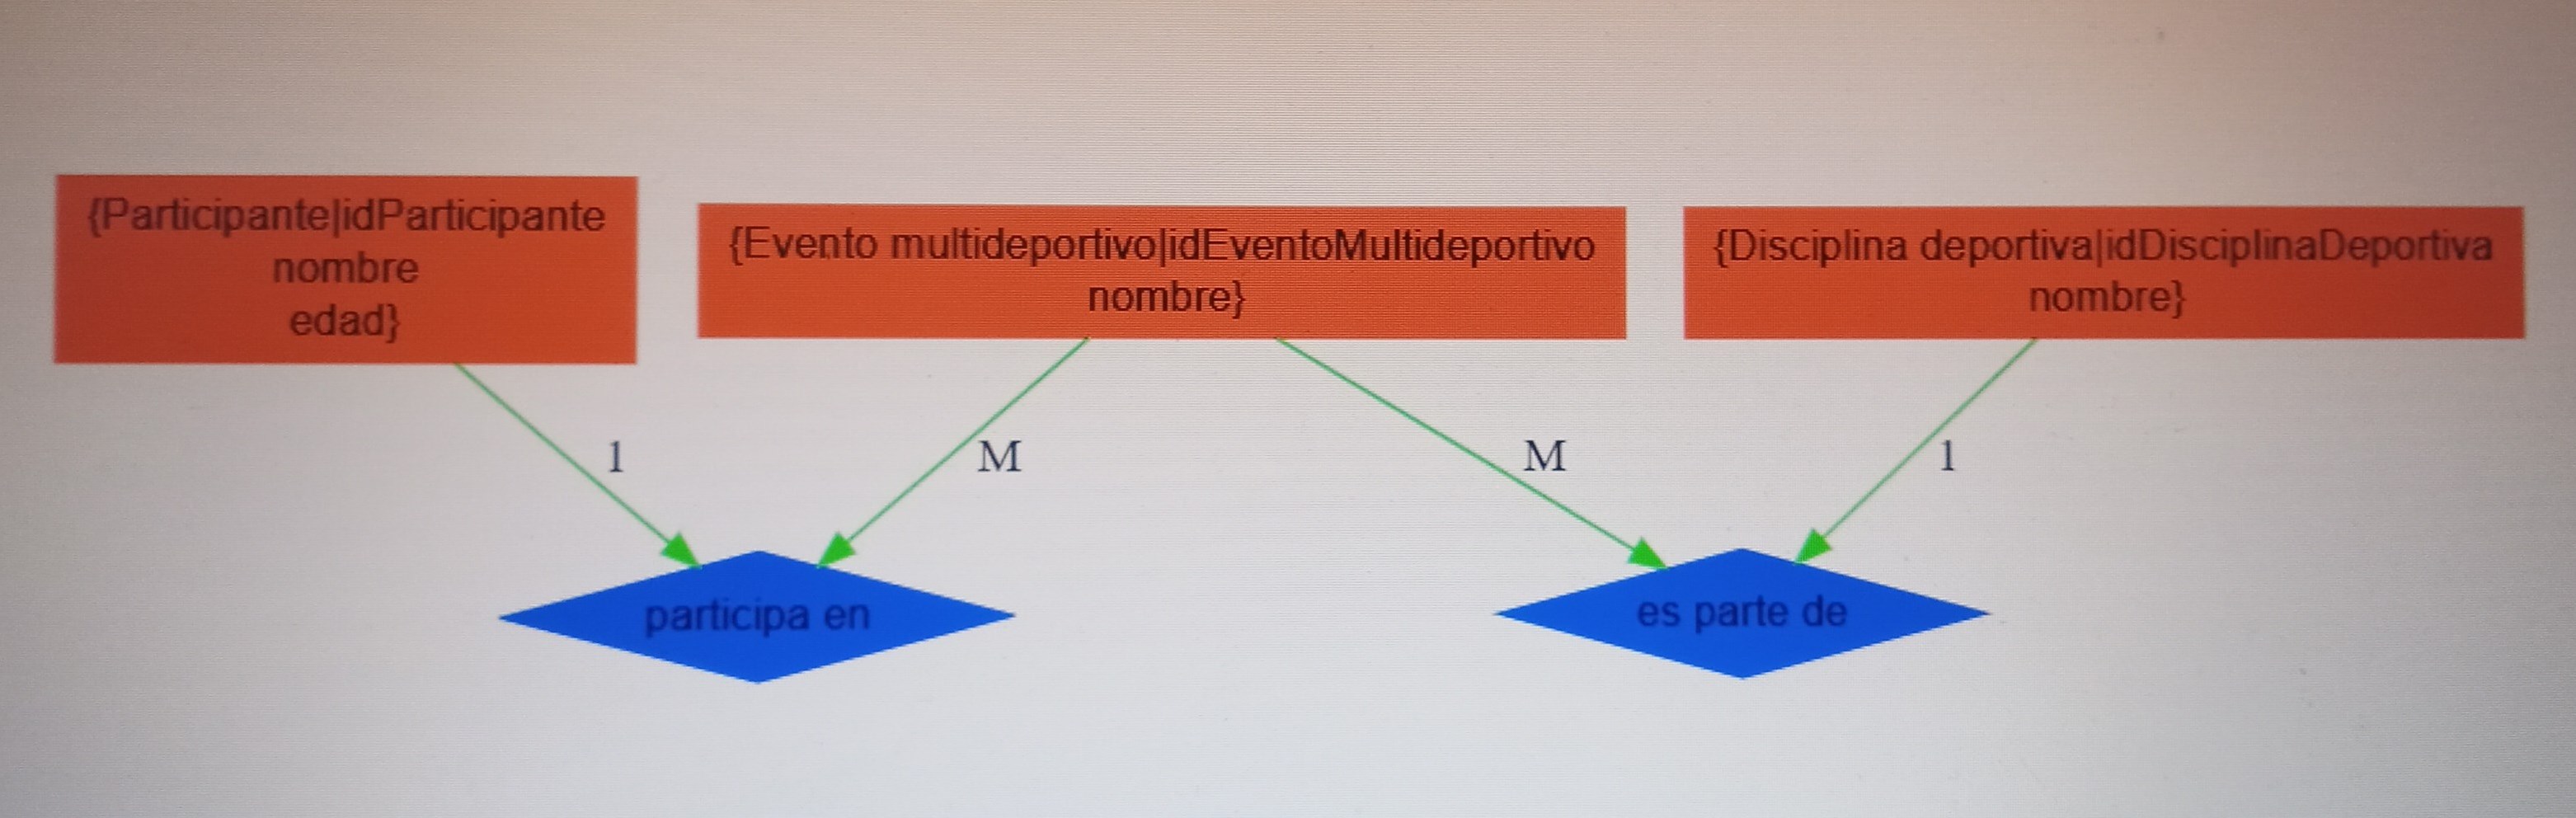 {Participante|idParticipante
nombre
edad}
{Evento multideportivo|idEventoMultideportivo
nombre}
{Disciplina deportiva|idDisciplinaDeportiva
nombre}
1
M
M
1
participa en
es parte de